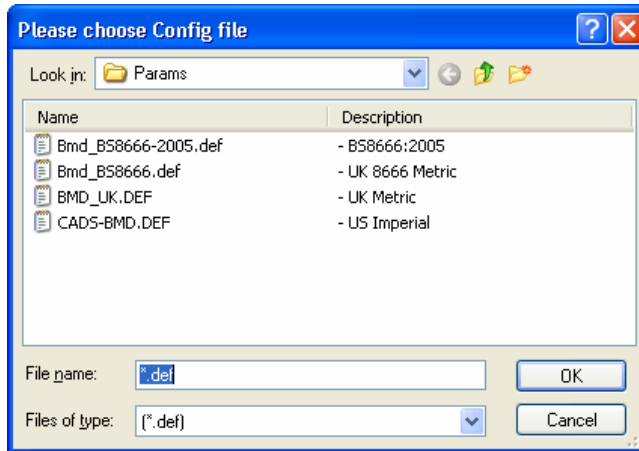 Please choose Config file
Look in: Params
Name Description
Bmd_BS8666-2005.def - BS8666:2005
Bmd_BS8666.def - UK 8666 Metric
BMD_UK.DEF - UK Metric
CADS-BMD.DEF - US Imperial
File name: *.def OK
Files of type: (*.def) Cancel